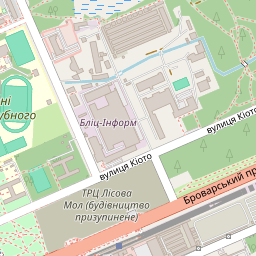 ні
убного
Бліц-Інформ
вулиця Кіото
вулиця Кіото
ТРЦ Лісова
Мол (будівництво
призупинене)
Броварський пр